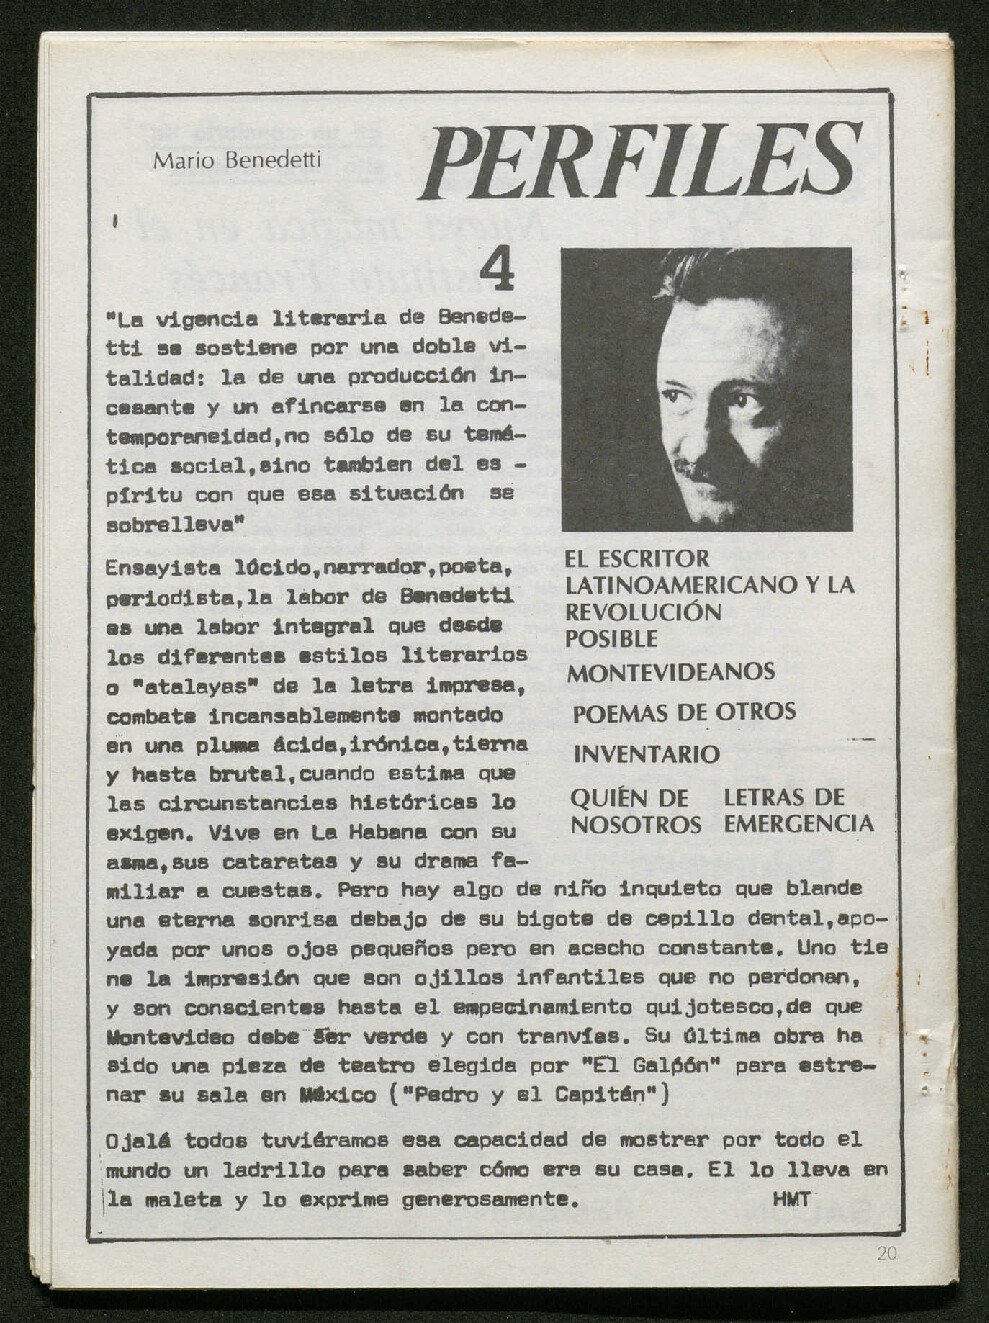 Mario Benedetti
PERFILES
4
"La vigencia literaria de Benede-
tti se sostiene por una doble vi-
talidad: la de una producción in-
cesante y un afincarse en la con-
temporaneidad,no sólo de su temá-
tica social,sino tambien del es -
píritu con que esa situación se
sobrelleva"
Ensayista lúcido,narrador,poeta,
periodista,la labor de Benedetti
es una labor integral que desde
los diferentes estilos literarios
o "atalayas" de la letra impresa,
combate incansablemente montado
en una pluma ácida,irónica,tierna
y hasta brutal,cuando estima que
las circunstancias históricas lo
exigen. Vive en La Habana con su
asma,sus cataratas y su drama fa-
miliar a cuestas. Pero hay algo de niño inquieto que blande
una eterna sonrisa debajo de su bigote de cepillo dental,apo-
yada por unos ojos pequeños pero en acecho constante. Uno tie
ne la impresión que son ojillos infantiles que no perdonan,
y son conscientes hasta el empecinamiento quijotesco,de que
Montevideo debe ser verde y con tranvías. Su última obra ha
sido una pieza de teatro elegida por "El Galpón" para estre-
nar su sala en México ("Pedro y el Capitán")
Ojalá todos tuviéramos esa capacidad de mostrar por todo el
mundo un ladrillo para saber cómo era su casa. El lo lleva en
la maleta y lo exprime generosamente. HMT
EL ESCRITOR
LATINOAMERICANO Y LA
REVOLUCIÓN
POSIBLE
MONTEVIDEANOS
POEMAS DE OTROS
INVENTARIO
QUIÉN DE
NOSOTROS
LETRAS DE
EMERGENCIA
20